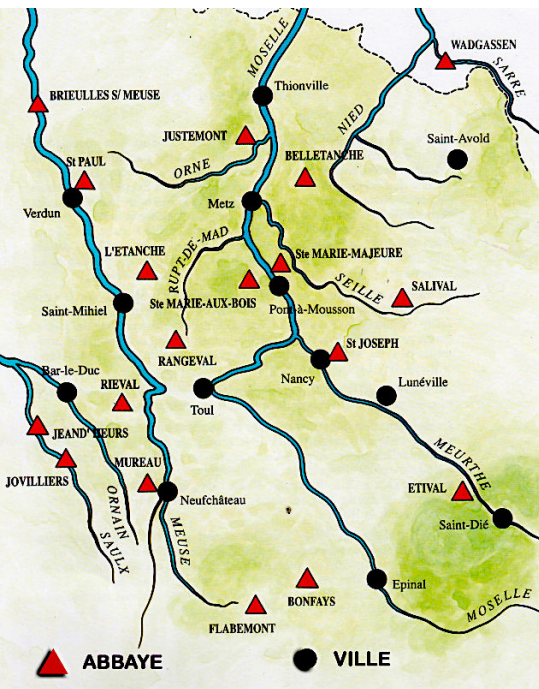 MOSELLE
WADGASSEN
SARRE
BRIEULLES S/ MEUSE
Thionville
NIED
JUSTEMONT
Saint-Avold
BELLETANCHE
ORNE
St PAUL
Verdun
Metz
RUPT-DE-MAD
L'ETANCHE
Ste MARIE-MAJEURE
SEILLE
SALIVAL
Ste MARIE-AUX-BOIS
Saint-Mihiel
Pont-à-Mousson
RANGEVAL
St JOSEPH
Nancy
Bar-le-Duc
RIEVAL
Toul
Lunéville
JEAND'HEURS
MEURTHE
JOVILLIERS
MUREAU
ETIVAL
Neufchâteau
ORNAIN
SAULX
MEUSE
Saint-Dié
Epinal
BONFAYS
MOSELLE
FLABEMONT
ABBAYE
VILLE